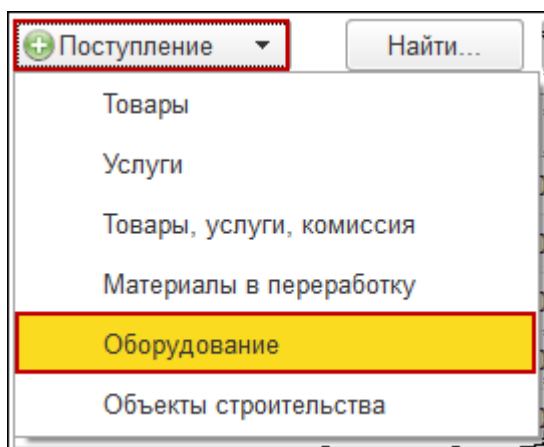 Поступление
Найти...
Товары
Услуги
Товары, услуги, комиссия
Материалы в переработку
Оборудование
Объекты строительства